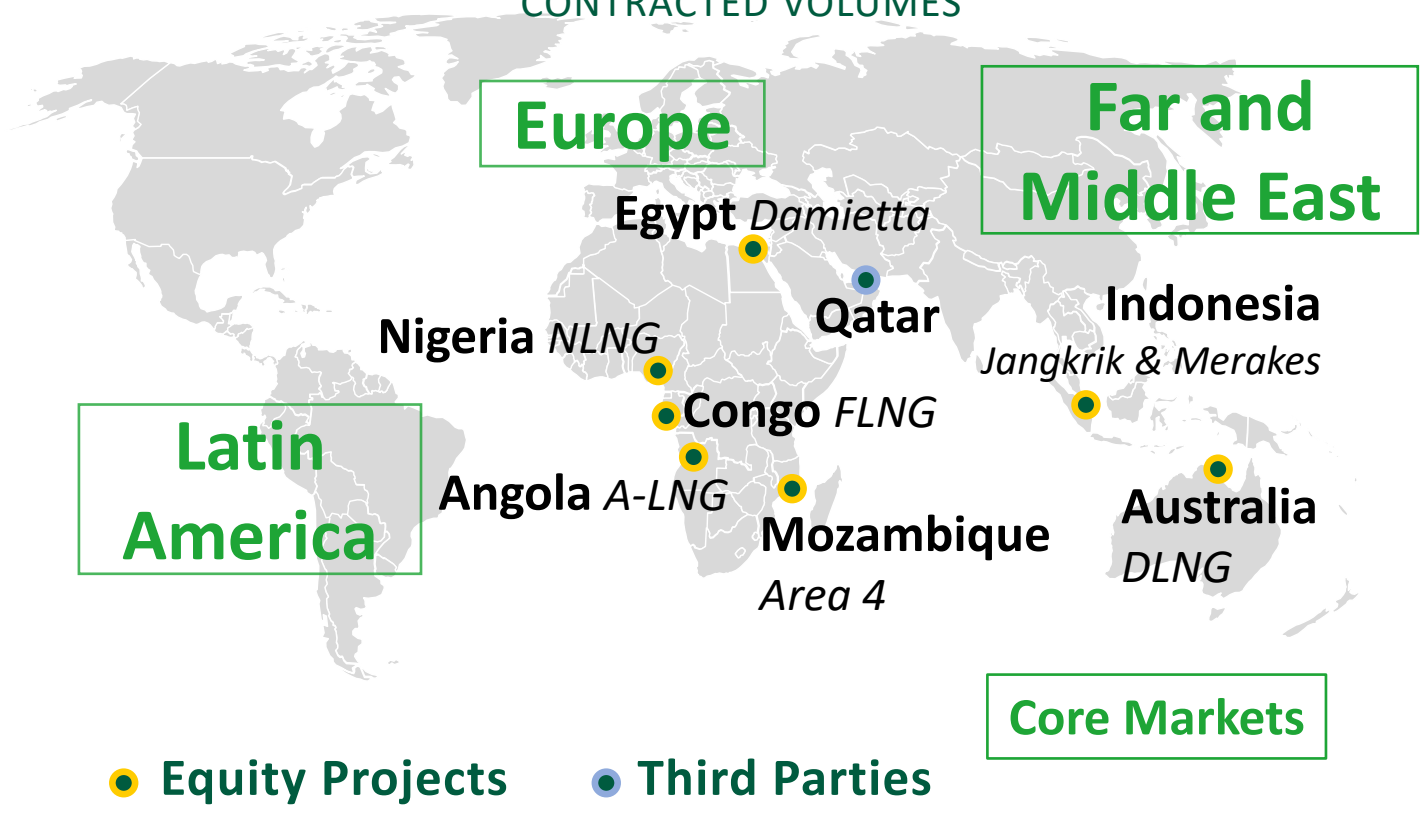 CONTRACTED VOLUMES
Europe
Far and
Middle East
Egypt Damietta
Qatar
Indonesia
Jangkrik & Merakes
Nigeria NLNG
Congo FLNG
Latin
America
Angola A-LNG
Mozambique
Area 4
Australia
DLNG
Core Markets
Equity Projects
Third Parties